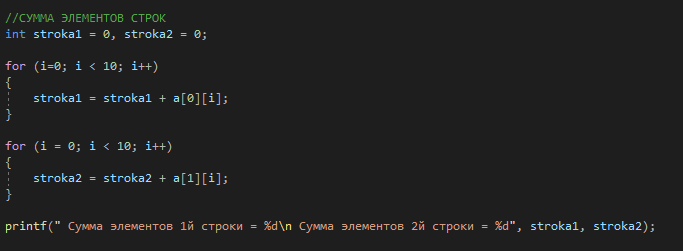 //СУММА ЭЛЕМЕНТОВ СТРОК
int stroka1 = 0, stroka2 = 0;
for (i=0; i < 10; i++)
{
stroka1 = stroka1 + a[0][i];
}
for (i = 0; i < 10; i++)
{
stroka2 = stroka2 + a[1][i];
}
printf(" Сумма элементов 1й строки = %d\n Сумма элементов 2й строки = %d", stroka1, stroka2);